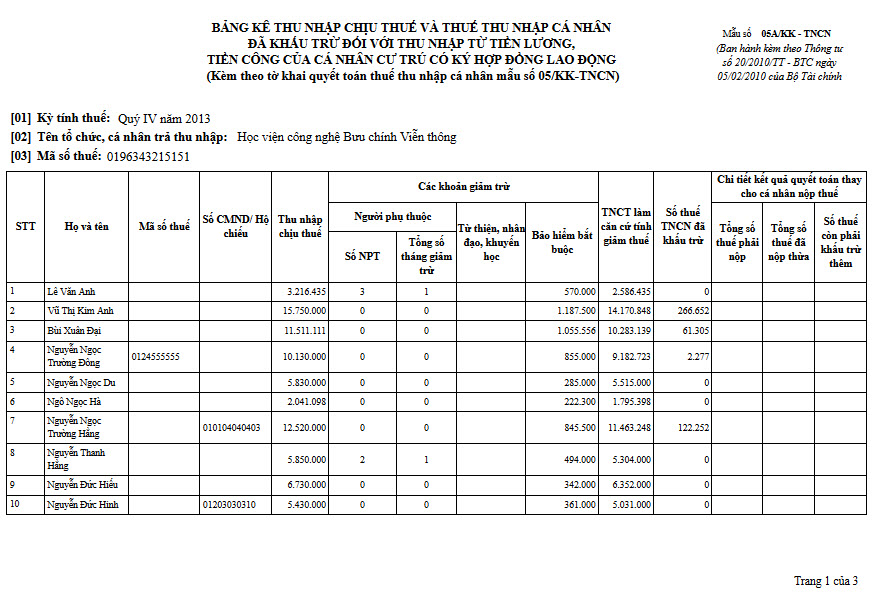 BẢNG KÊ THU NHẬP CHỊU THUẾ VÀ THUẾ THU NHẬP CÁ NHÂN
ĐÃ KHẤU TRỪ ĐỐI VỚI THU NHẬP TỪ TIỀN LƯƠNG,
TIỀN CÔNG CỦA CÁ NHÂN CƯ TRÚ CÓ KÝ HỢP ĐỒNG LAO ĐỘNG
(Kèm theo tờ khai quyết toán thuế thu nhập cá nhân mẫu số 05/KK-TNCN)
Mẫu số 05A/KK - TNCN
(Ban hành kèm theo Thông tư
số 20/2010/TT - BTC ngày
05/02/2010 của Bộ Tài chính
[01] Kỳ tính thuế: Quý IV năm 2013
[02] Tên tổ chức, cá nhân trả thu nhập: Học viện công nghệ Bưu chính Viễn thông
[03] Mã số thuế: 0196343215151
STT
Họ và tên
Mã số thuế
Số CMND/ Hộ
chiếu
Thu nhập
chịu thuế
Các khoản giảm trừ
Người phụ thuộc
Số NPT
Tổng số
tháng giảm
trừ
Từ thiện, nhân
đạo, khuyến
học
Bảo hiểm bắt
buộc
TNCT làm
căn cứ tính
giảm thuế
Số thuế
TNCN đã
khấu trừ
Chi tiết kết quả quyết toán thay
cho cá nhân nộp thuế
Tổng số
thuế phải
nộp
Tổng số
thuế đã
nộp thừa
Số thuế
còn phải
khấu trừ
thêm
1 Lê Văn Anh 3.216.435 3 1 570.000 2.586.435 0
2 Vũ Thị Kim Anh 15.750.000 0 0 1.187.500 14.170.848 266.652
3 Bùi Xuân Đại 11.511.111 0 0 1.055.556 10.283.139 61.305
4 Nguyễn Ngọc
Trường Đông 0124555555 10.130.000 0 0 855.000 9.182.723 2.277
5 Nguyễn Ngọc Du 5.830.000 0 0 285.000 5.515.000 0
6 Ngô Ngọc Hà 2.041.098 0 0 222.300 1.795.398 0
7 Nguyễn Ngọc
Trường Hằng 010104040403 12.520.000 0 0 845.500 11.463.248 122.252
8 Nguyễn Thanh
Hằng 5.850.000 2 1 494.000 5.304.000 0
9 Nguyễn Đức Hiếu 6.730.000 0 0 342.000 6.352.000 0
10 Nguyễn Đức Hinh 01203030310 5.430.000 0 0 361.000 5.031.000 0
Trang 1 của 3